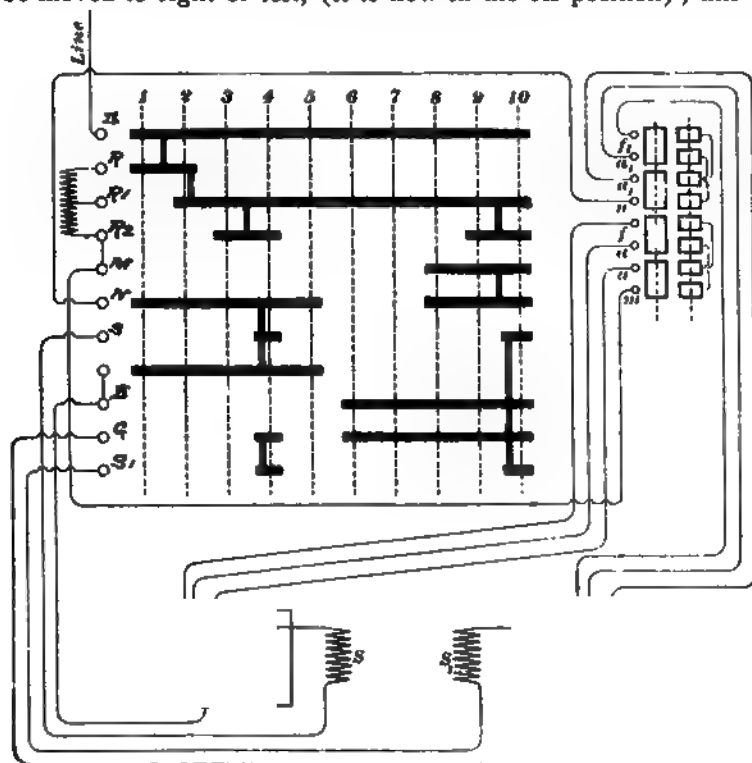 be moved to right or left, (it is now in the off position), and
Line
1 2 3 4 5 6 7 8 9 10
R
R1
R2
M
N
S
B
G
S1
f1
a1
a1
n
f
a
a
m
S
S1